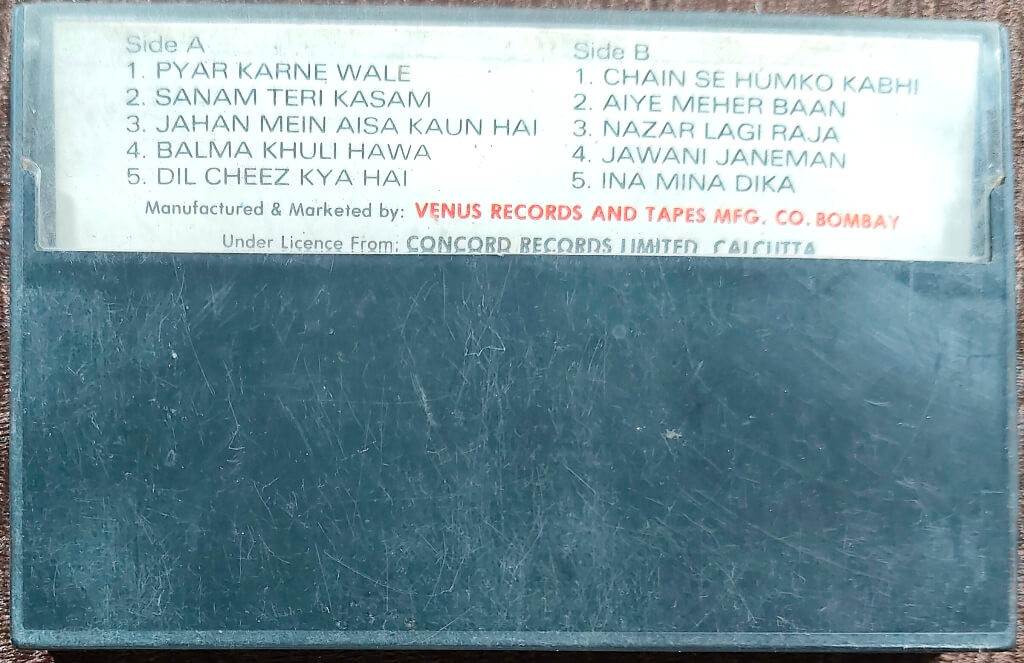 Side A
1. PYAR KARNE WALE
2. SANAM TERI KASAM
3. JAHAN MEIN AISA KAUN HAI
4. BALMA KHULI HAWA
5. DIL CHEEZ KYA HAI
Side B
1. CHAIN SE HUMKO KABHI
2. AIYE MEHER BAAN
3. NAZAR LAGI RAJA
4. JAWANI JANEMAN
5. INA MINA DIKA
Manufactured & Marketed by: VENUS RECORDS AND TAPES MFG. CO. BOMBAY
Under Licence From: CONCORD RECORDS LIMITED, CALCUTTA